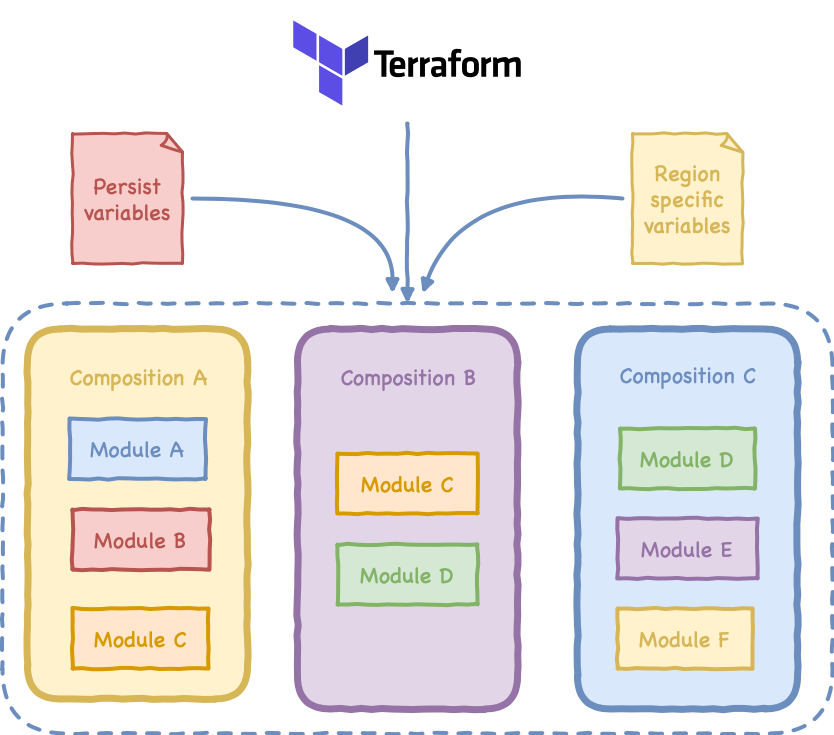 Terraform
Persist
variables
Region
specific
variables
Composition A
Module A
Module B
Module C
Composition B
Module C
Module D
Composition C
Module D
Module E
Module F